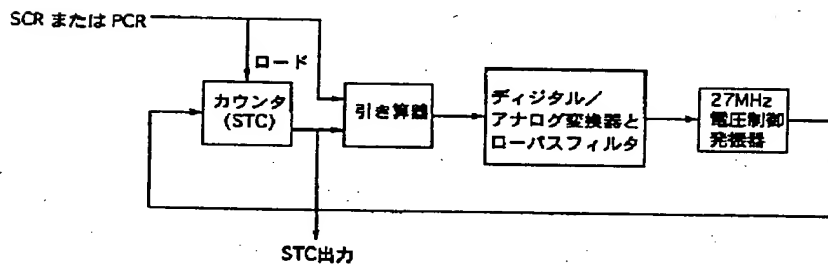 SCR または PCR
ロード
カウンタ
(STC)
引き算器
ディジタル/
アナログ変換器と
ローパスフィルタ
27MHz
電圧制御
発振器
STC出力